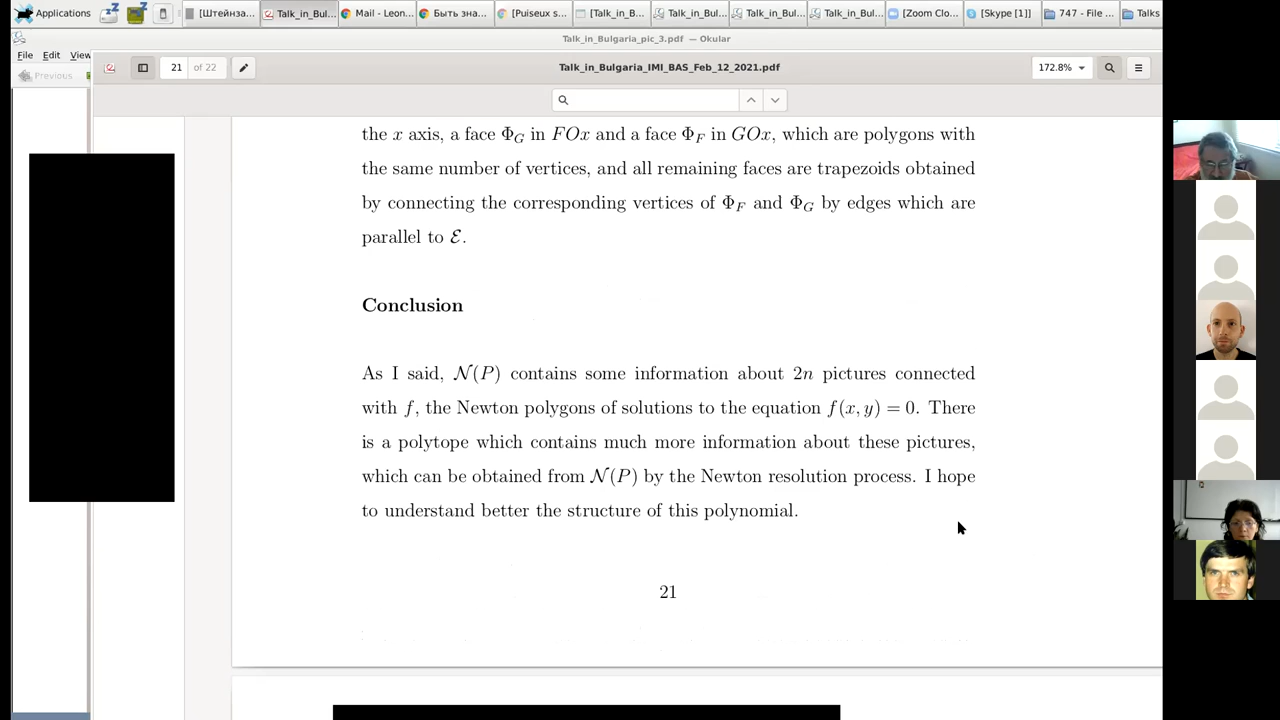 Applications
[Штейнза...
Talk_in_Bul...
Mail - Leon...
Быть зна...
[Puiseux s...
[Talk_in_B...
Talk_in_Bul...
Talk_in_Bul...
Talk_in_Bul...
[Zoom Clo...
[Skype [1]]
747 - File ...
Talks
Talk_in_Bulgaria_pic_3.pdf — Okular
File Edit View
Previous
21 of 22
Talk_in_Bulgaria_IMI_BAS_Feb_12_2021.pdf
172.8%
the x axis, a face Φ_G in FOx and a face Φ_F in GOx, which are polygons with
the same number of vertices, and all remaining faces are trapezoids obtained
by connecting the corresponding vertices of Φ_F and Φ_G by edges which are
parallel to ℰ.
Conclusion
As I said, 𝒩(P) contains some information about 2n pictures connected
with f, the Newton polygons of solutions to the equation f(x, y) = 0. There
is a polytope which contains much more information about these pictures,
which can be obtained from 𝒩(P) by the Newton resolution process. I hope
to understand better the structure of this polynomial.
21